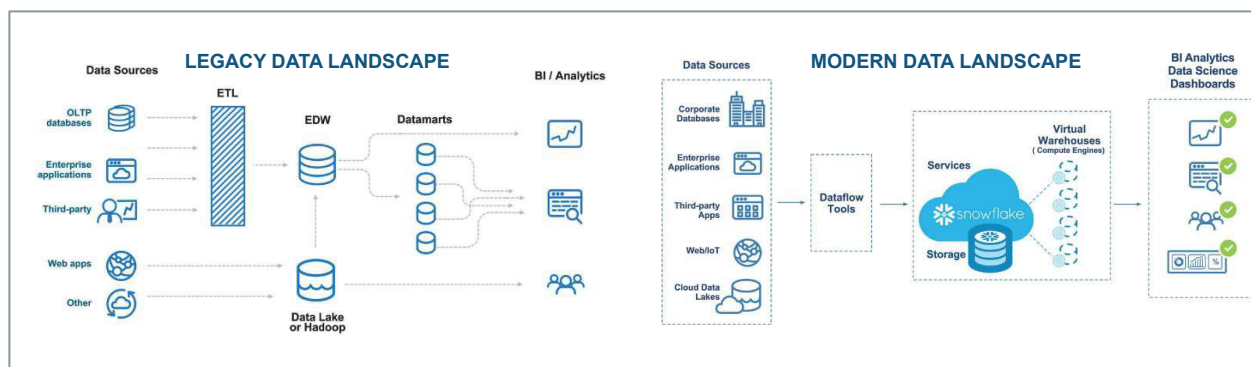 LEGACY DATA LANDSCAPE
Data Sources
OLTP
databases
Enterprise
applications
Third-party
Web apps
Other
ETL
EDW
Data Lake
or Hadoop
Datamarts
BI / Analytics
MODERN DATA LANDSCAPE
Data Sources
Corporate
Databases
Enterprise
Applications
Third-party
Apps
Web/IoT
Cloud Data
Lakes
Dataflow
Tools
Services
snowflake
Storage
Virtual
Warehouses
( Compute Engines)
BI Analytics
Data Science
Dashboards
%